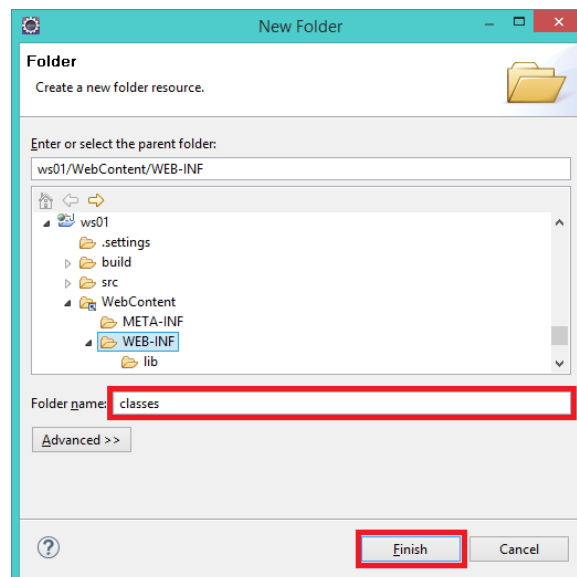 New Folder
Folder
Create a new folder resource.
Enter or select the parent folder:
ws01/WebContent/WEB-INF
ws01
.settings
build
src
WebContent
META-INF
WEB-INF
lib
Folder name: classes
Advanced >>
Finish Cancel